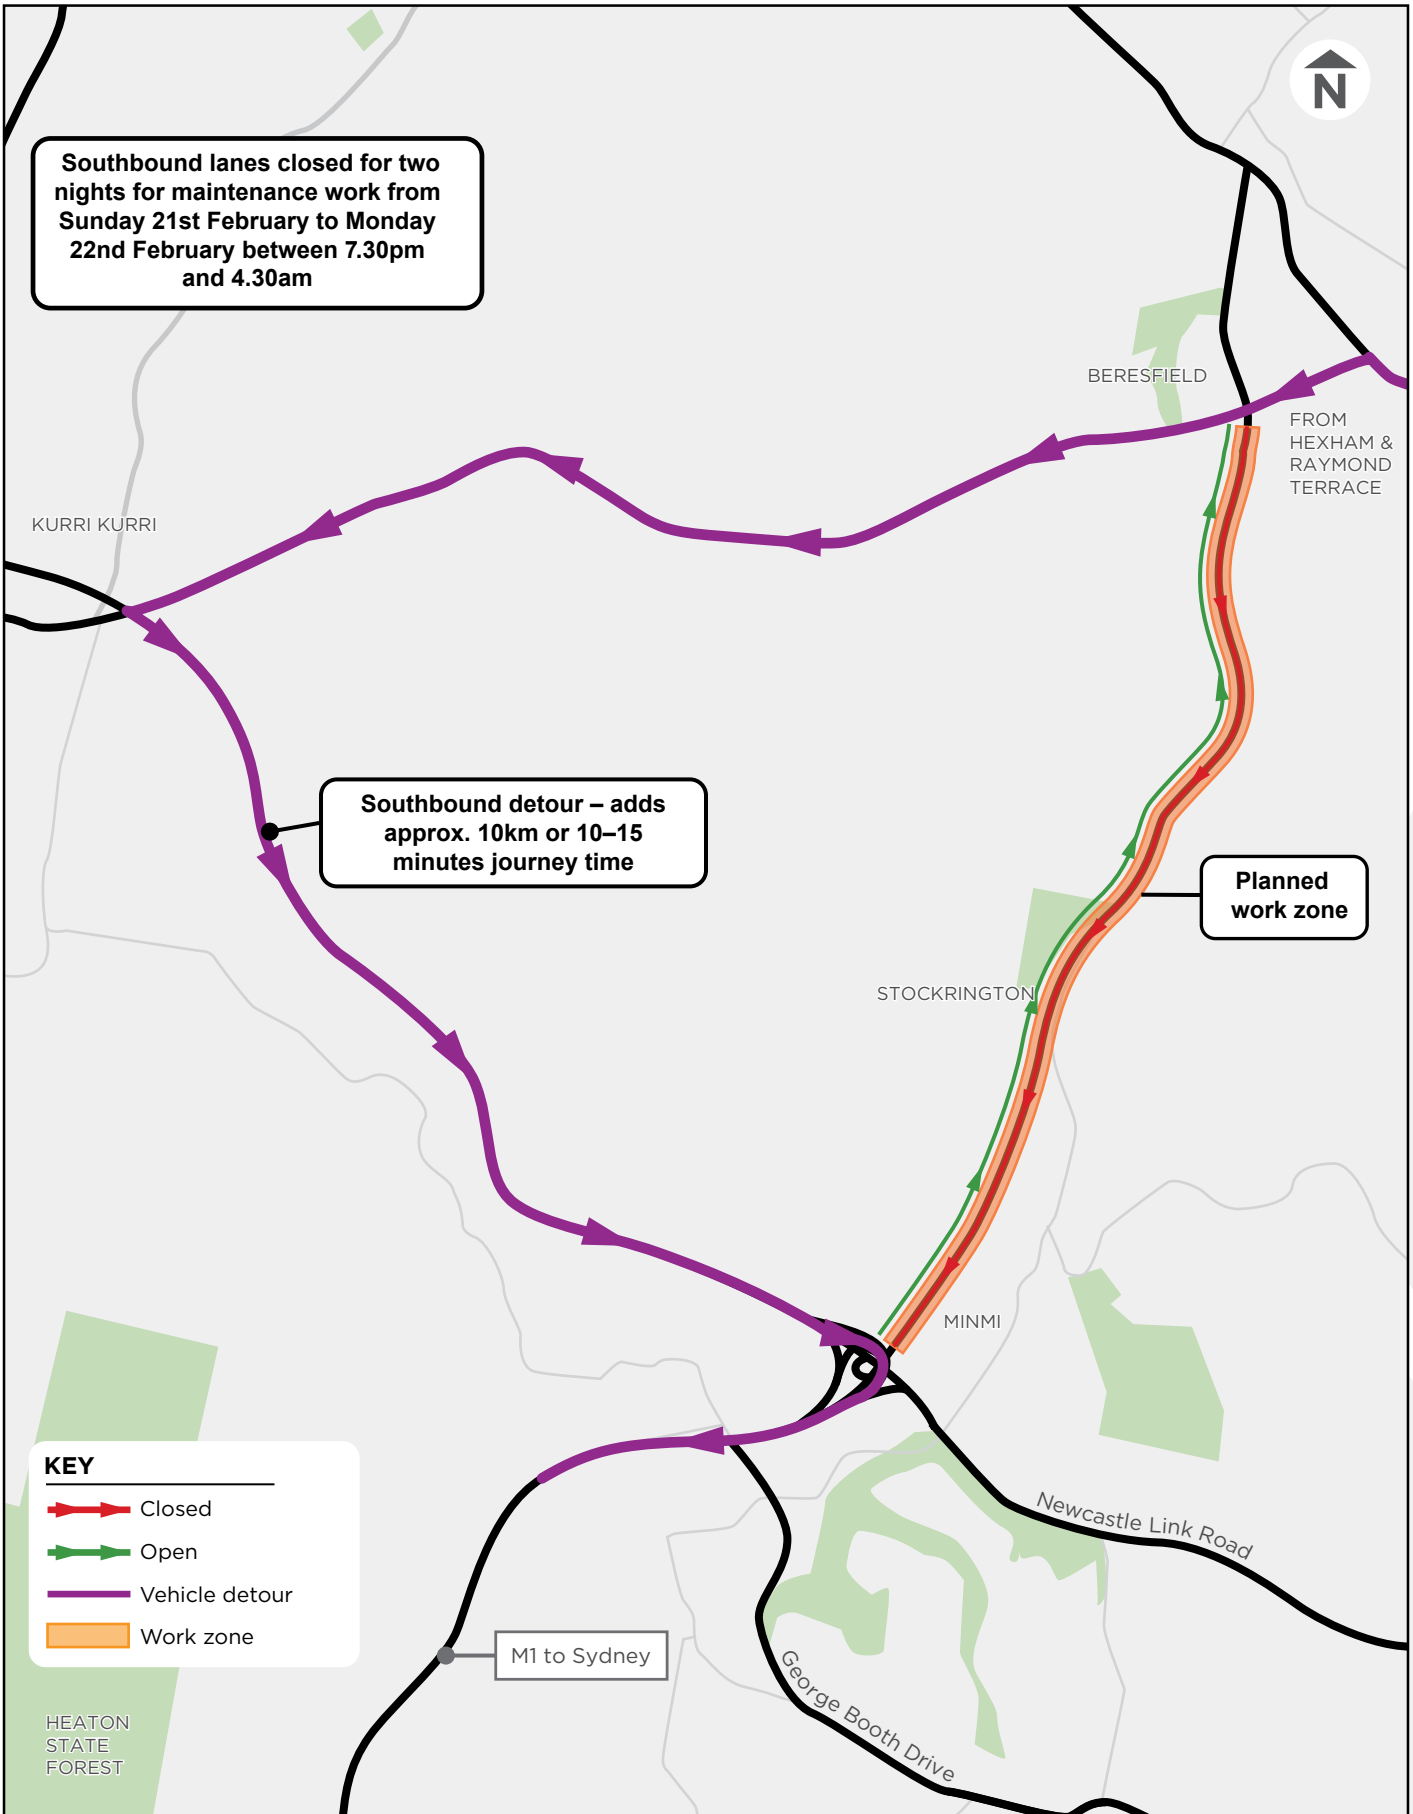 N
Southbound lanes closed for two
nights for maintenance work from
Sunday 21st February to Monday
22nd February between 7.30pm
and 4.30am
BERESFIELD
FROM
HEXHAM &
RAYMOND
TERRACE
KURRI KURRI
Southbound detour – adds
approx. 10km or 10–15
minutes journey time
Planned
work zone
STOCKRINGTON
MINMI
KEY
Closed
Open
Vehicle detour
Work zone
Newcastle Link Road
M1 to Sydney
George Booth Drive
HEATON
STATE
FOREST